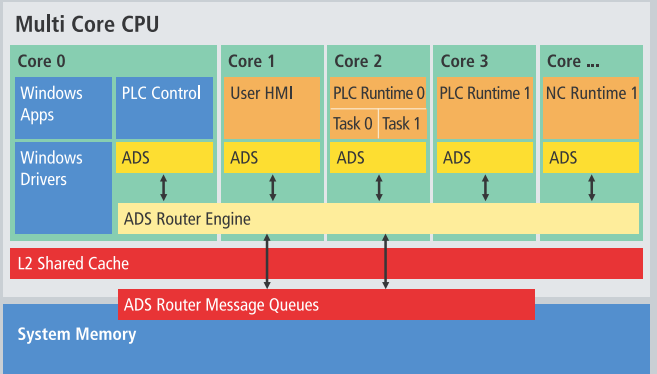 Multi Core CPU
Core 0
Core 1
Core 2
Core 3
Core ...
Windows
Apps
PLC Control
User HMI
PLC Runtime 0
Task 0
Task 1
PLC Runtime 1
NC Runtime 1
Windows
Drivers
ADS
ADS
ADS
ADS
ADS
ADS Router Engine
L2 Shared Cache
ADS Router Message Queues
System Memory